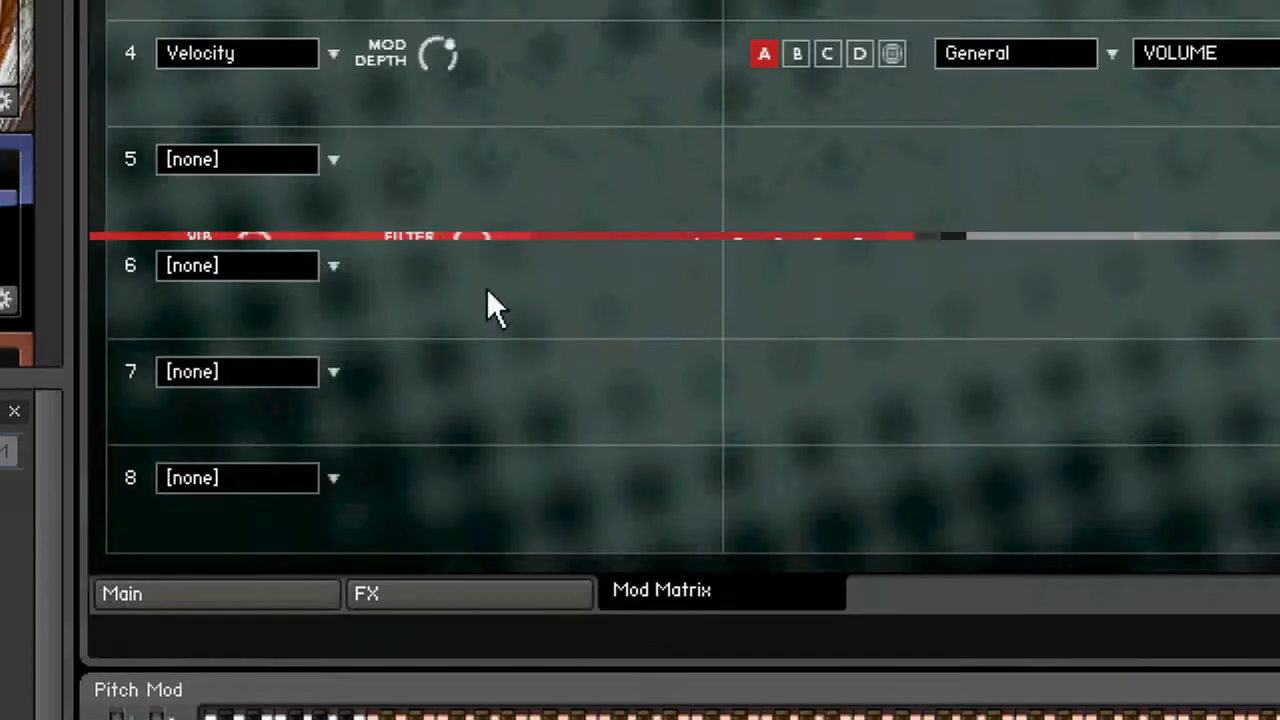 4 Velocity MOD DEPTH A B C D General VOLUME
5 [none]
VIB FILTER
6 [none]
7 [none]
8 [none]
Main FX Mod Matrix
Pitch Mod